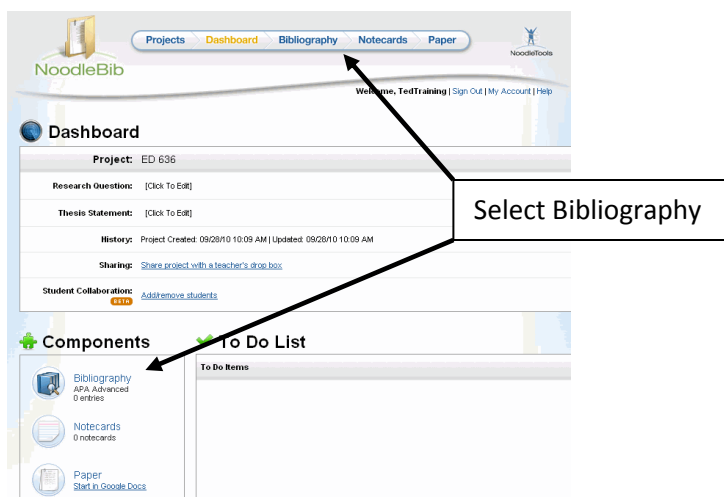 Projects Dashboard Bibliography Notecards Paper
NoodleBib
NoodleTools
Welcome, TedTraining | Sign Out | My Account | Help
Dashboard
Project: ED 636
Research Question: [Click To Edit]
Select Bibliography
Thesis Statement: [Click To Edit]
History: Project Created: 09/28/10 10:09 AM | Updated: 09/28/10 10:09 AM
Sharing: Share project with a teacher's drop box
Student Collaboration: Add/remove students
BETA
Components
To Do List
To Do Items
Bibliography
APA Advanced
0 entries
Notecards
0 notecards
Paper
Start in Google Docs